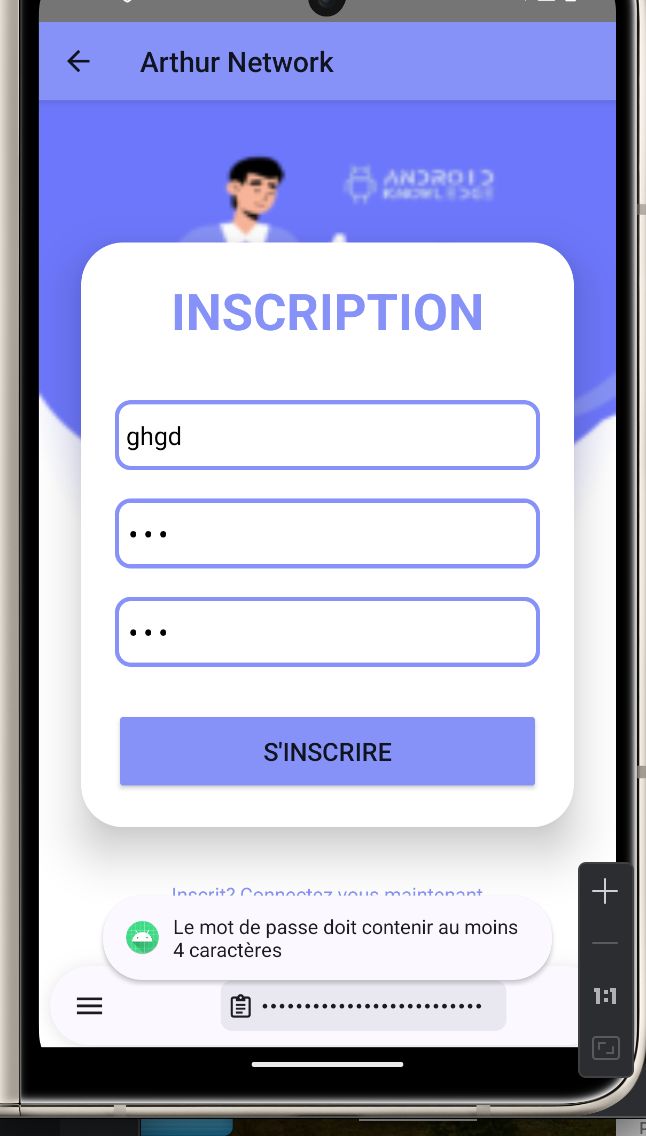 Arthur Network
ANDROID
KNOWLEDGE
INSCRIPTION
ghgd
•••
•••
S'INSCRIRE
Inscrit? Connectez vous maintenant
Le mot de passe doit contenir au moins
4 caractères
••••••••••••••••••••••••••
1:1